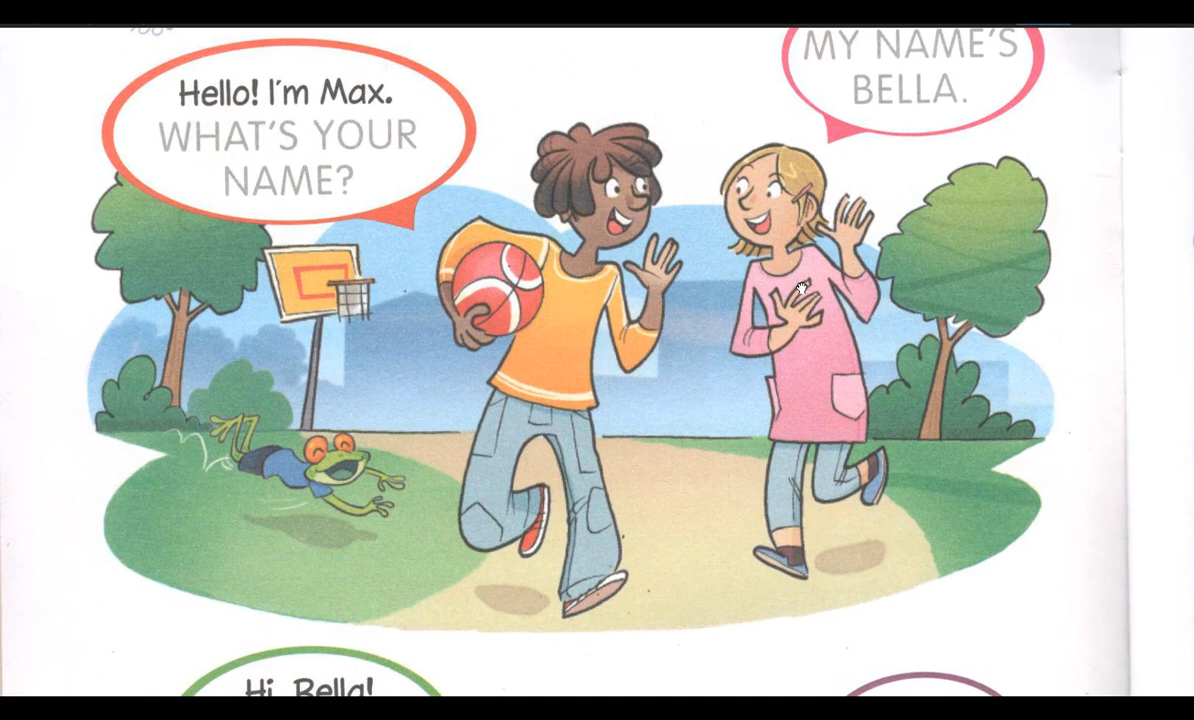 Hello! I'm Max.
WHAT'S YOUR
NAME?
MY NAME'S
BELLA.
Hi, Bella!